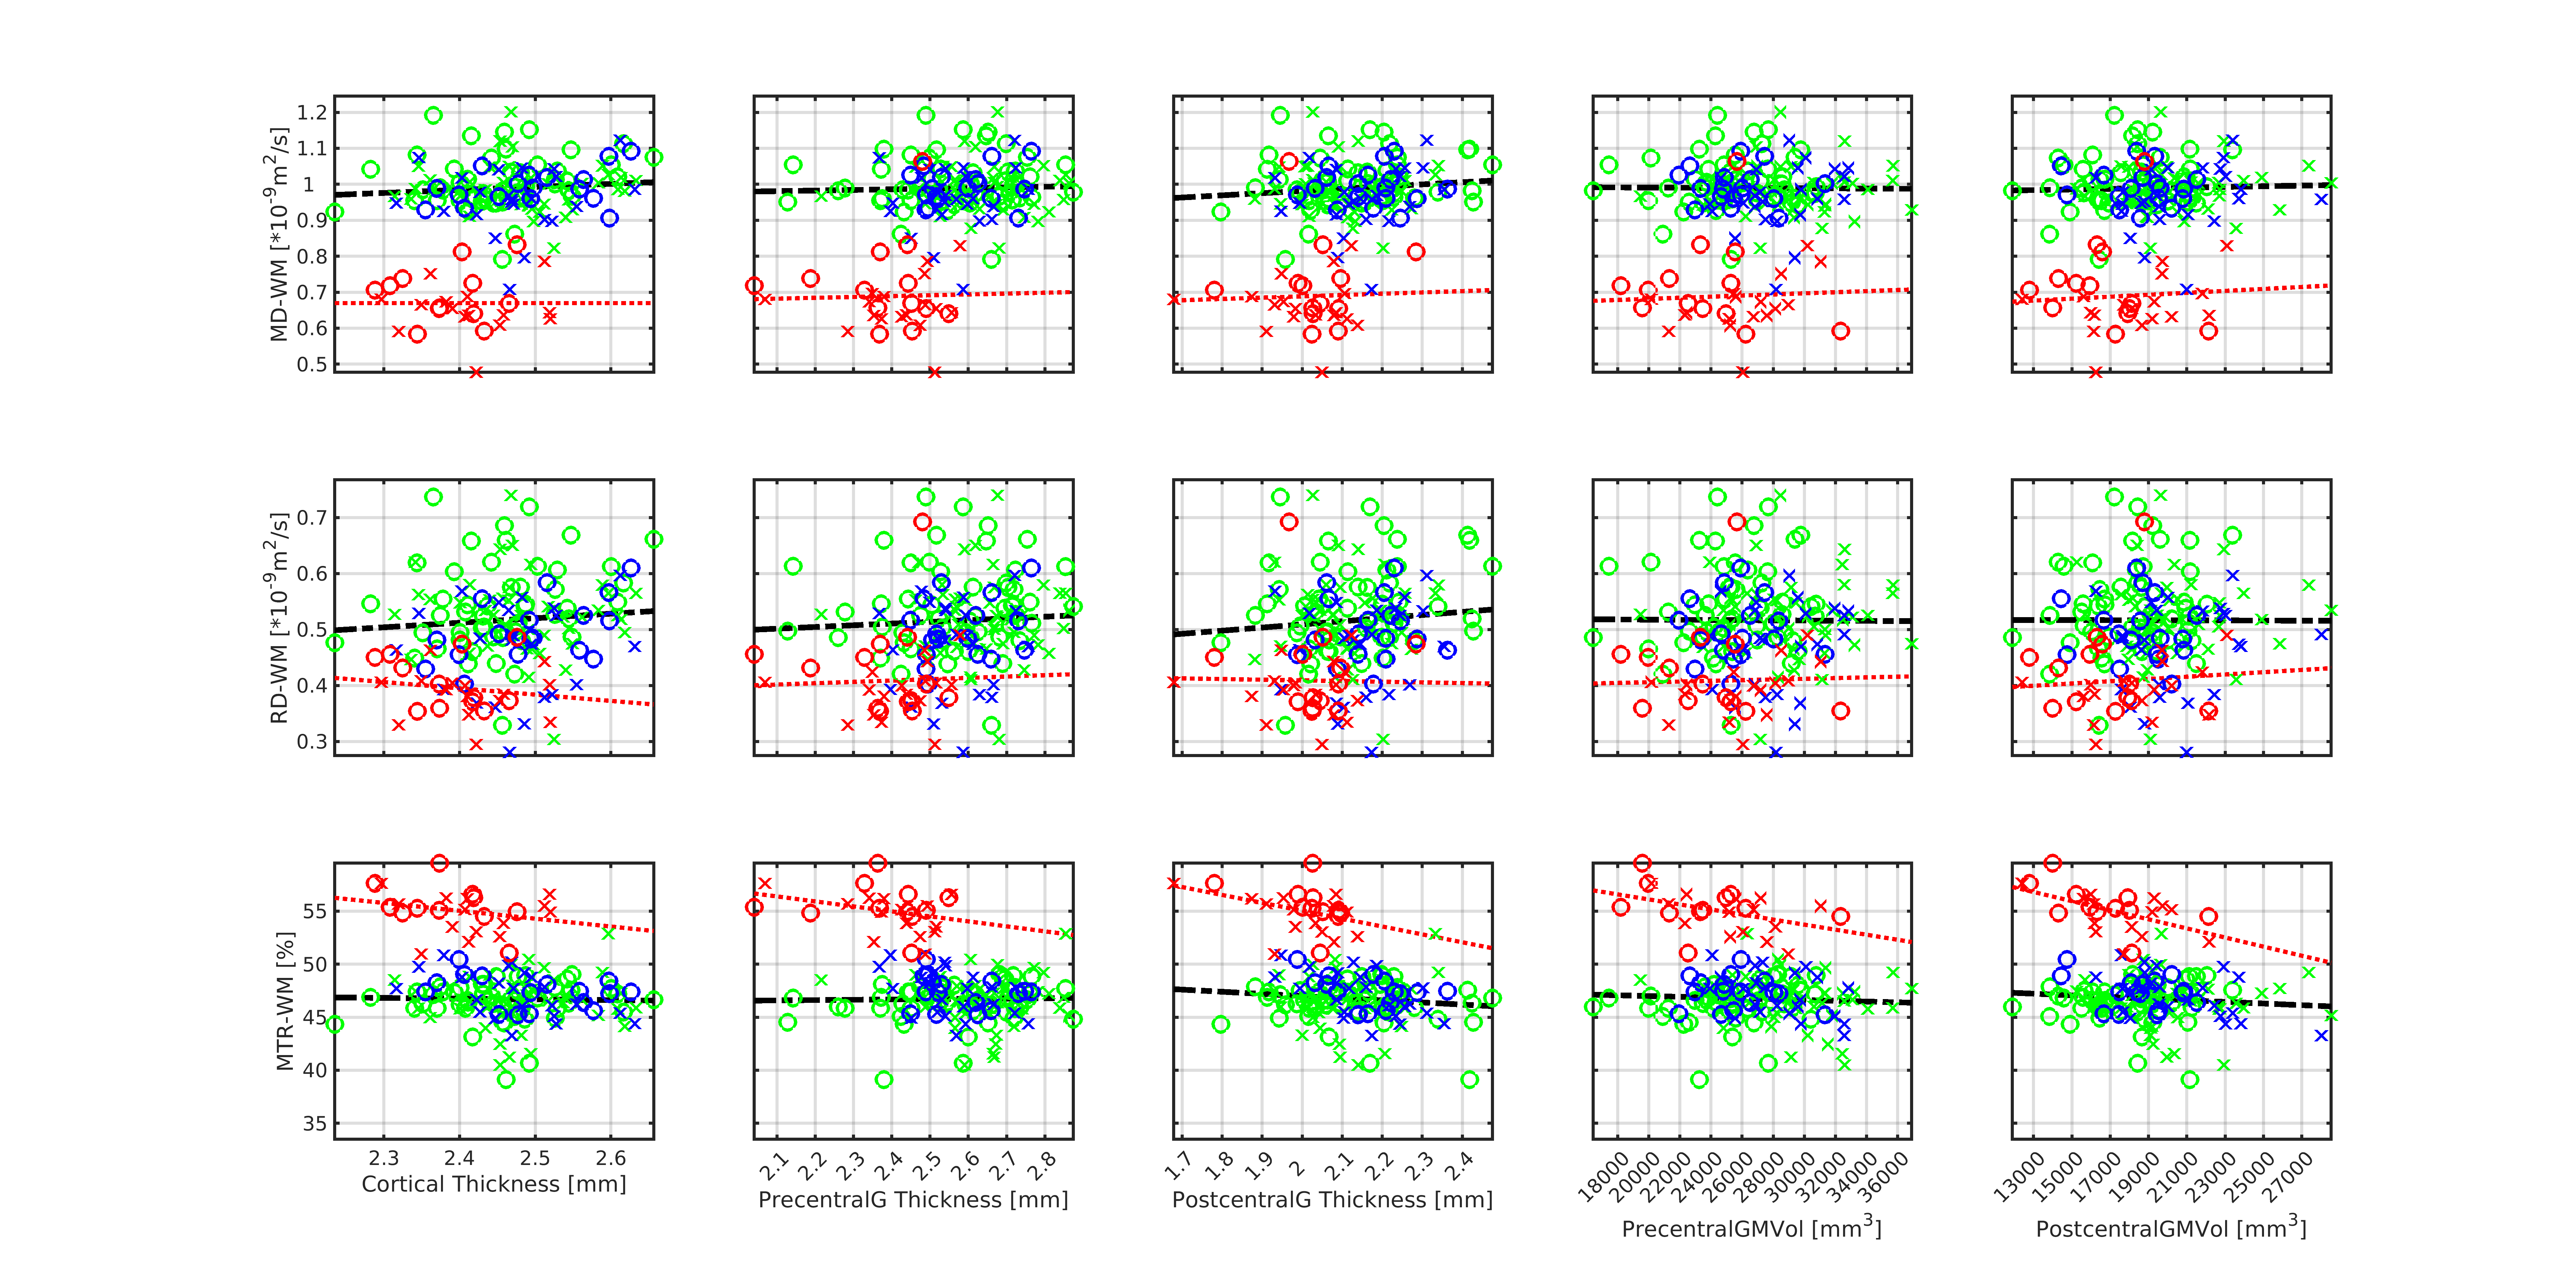 1.2
1.1
1
0.9
0.8
0.7
0.6
0.5
MD-WM [*10^-9 m^2/s]
0.7
0.6
0.5
0.4
0.3
RD-WM [*10^-9 m^2/s]
55
50
45
40
35
MTR-WM [%]
2.3 2.4 2.5 2.6
Cortical Thickness [mm]
2.1 2.2 2.3 2.4 2.5 2.6 2.7 2.8
PrecentralG Thickness [mm]
1.7 1.8 1.9 2 2.1 2.2 2.3 2.4
PostcentralG Thickness [mm]
18000 20000 22000 24000 26000 28000 30000 32000 34000 36000
PrecentralGMVol [mm^3]
13000 15000 17000 19000 21000 23000 25000 27000
PostcentralGMVol [mm^3]